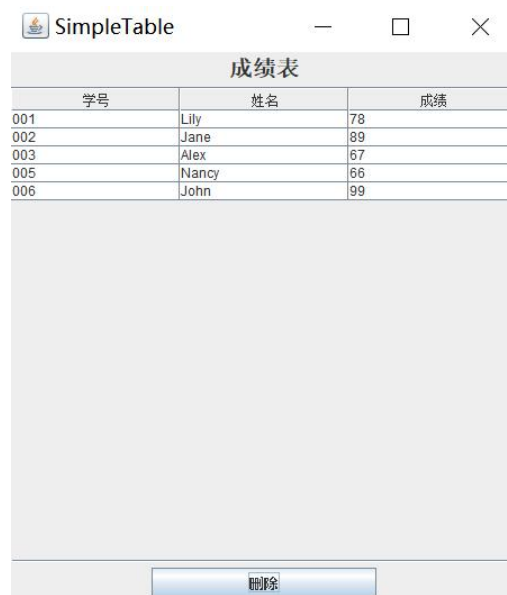 SimpleTable
成绩表
学号 姓名 成绩
001 Lily 78
002 Jane 89
003 Alex 67
005 Nancy 66
006 John 99
删除